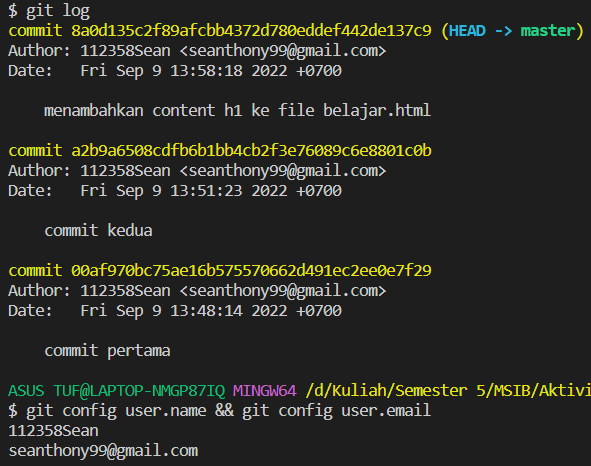 $ git log
commit 8a0d135c2f89afcbb4372d780eddef442de137c9 (HEAD -> master)
Author: 112358Sean <seanthony99@gmail.com>
Date:   Fri Sep 9 13:58:18 2022 +0700
menambahkan content h1 ke file belajar.html
commit a2b9a6508cdfb6b1bb4cb2f3e76089c6e8801c0b
Author: 112358Sean <seanthony99@gmail.com>
Date:   Fri Sep 9 13:51:23 2022 +0700
commit kedua
commit 00af970bc75ae16b575570662d491ec2ee0e7f29
Author: 112358Sean <seanthony99@gmail.com>
Date:   Fri Sep 9 13:48:14 2022 +0700
commit pertama
ASUS TUF@LAPTOP-NMGP87IQ MINGW64 /d/Kuliah/Semester 5/MSIB/Aktivi
$ git config user.name && git config user.email
112358Sean
seanthony99@gmail.com